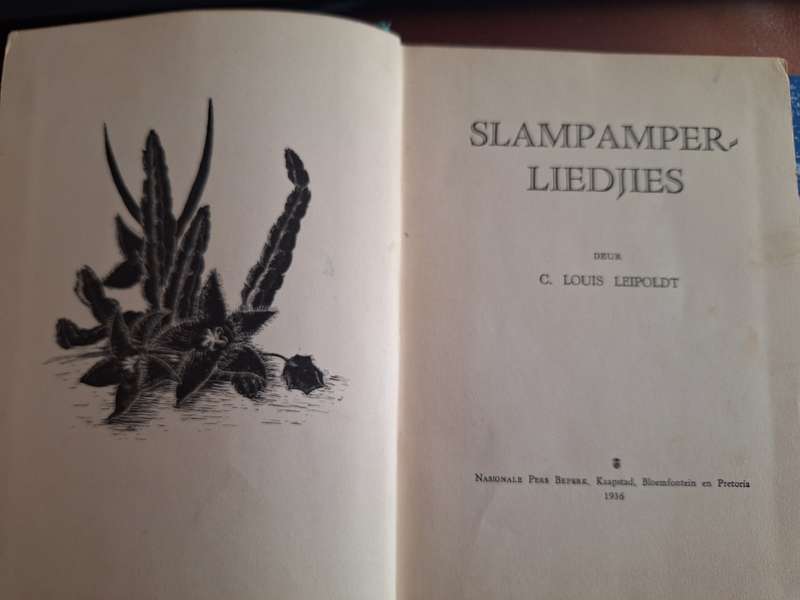 SLAMPAMPER-
LIEDJIES
DEUR
C. LOUIS LEIPOLDT
NASIONALE PERS BEPERK, Kaapstad, Bloemfontein en Pretoria
1936